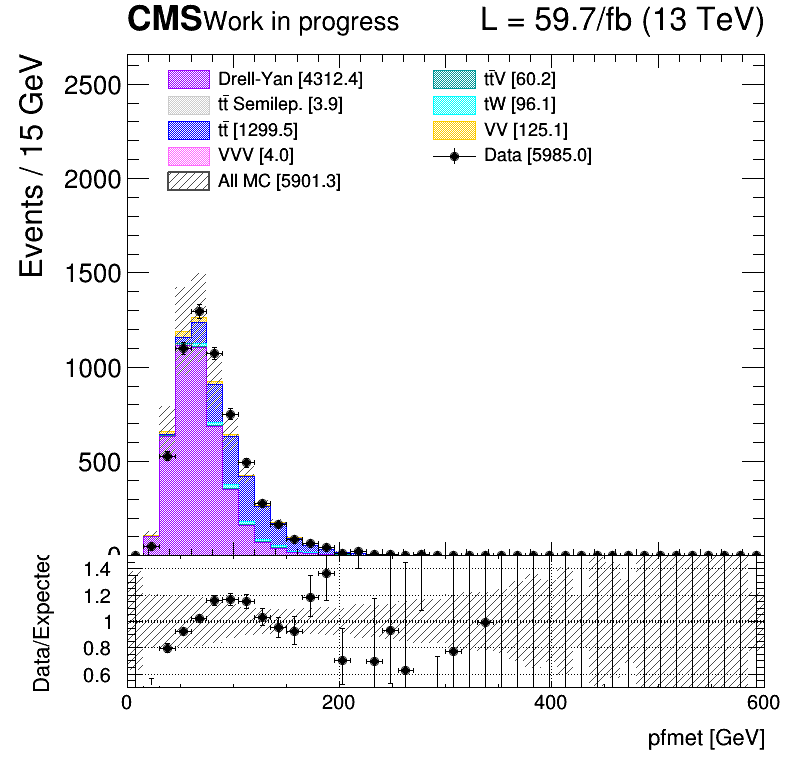 CMS Work in progress L = 59.7/fb (13 TeV)
Events / 15 GeV
2500
2000
1500
1000
500
0
Drell-Yan [4312.4]
tt̄ Semilep. [3.9]
tt̄ [1299.5]
VVV [4.0]
All MC [5901.3]
tt̄V [60.2]
tW [96.1]
VV [125.1]
Data [5985.0]
Data/Expected
1.4
1.2
1
0.8
0.6
0 200 400 600
pfmet [GeV]